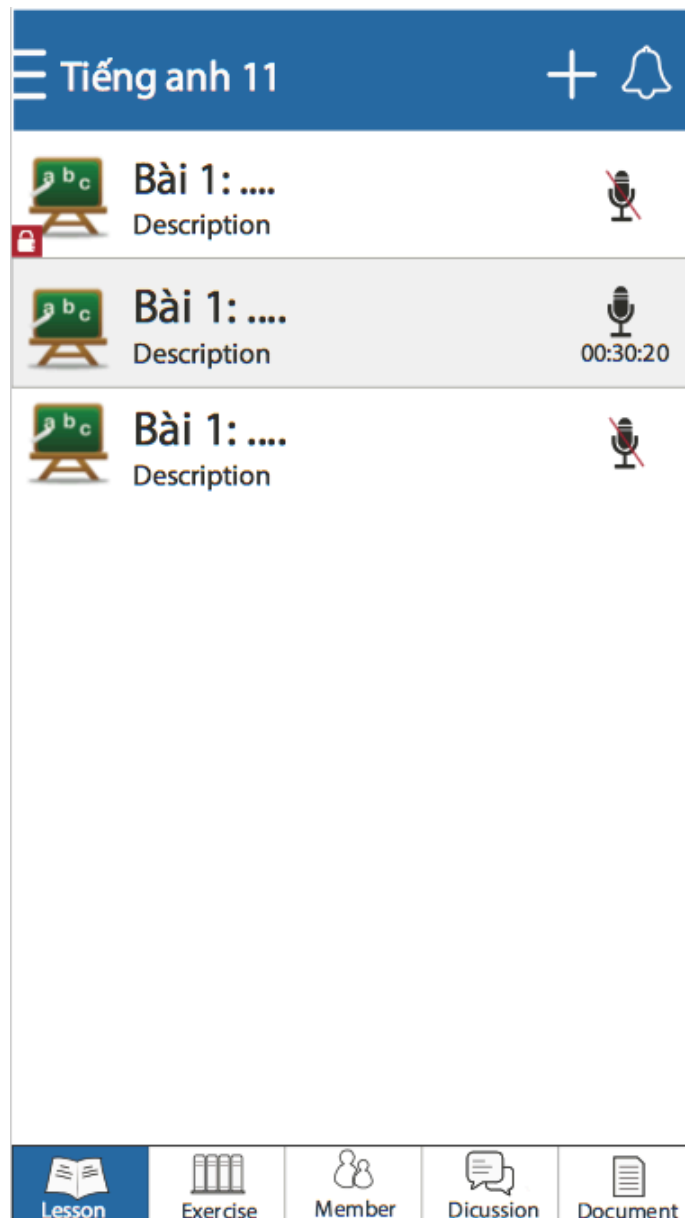 Tiếng anh 11
a b c
Bài 1: ....
Description
a b c
Bài 1: ....
Description
00:30:20
a b c
Bài 1: ....
Description
Lesson
Exercise
Member
Dicussion
Document